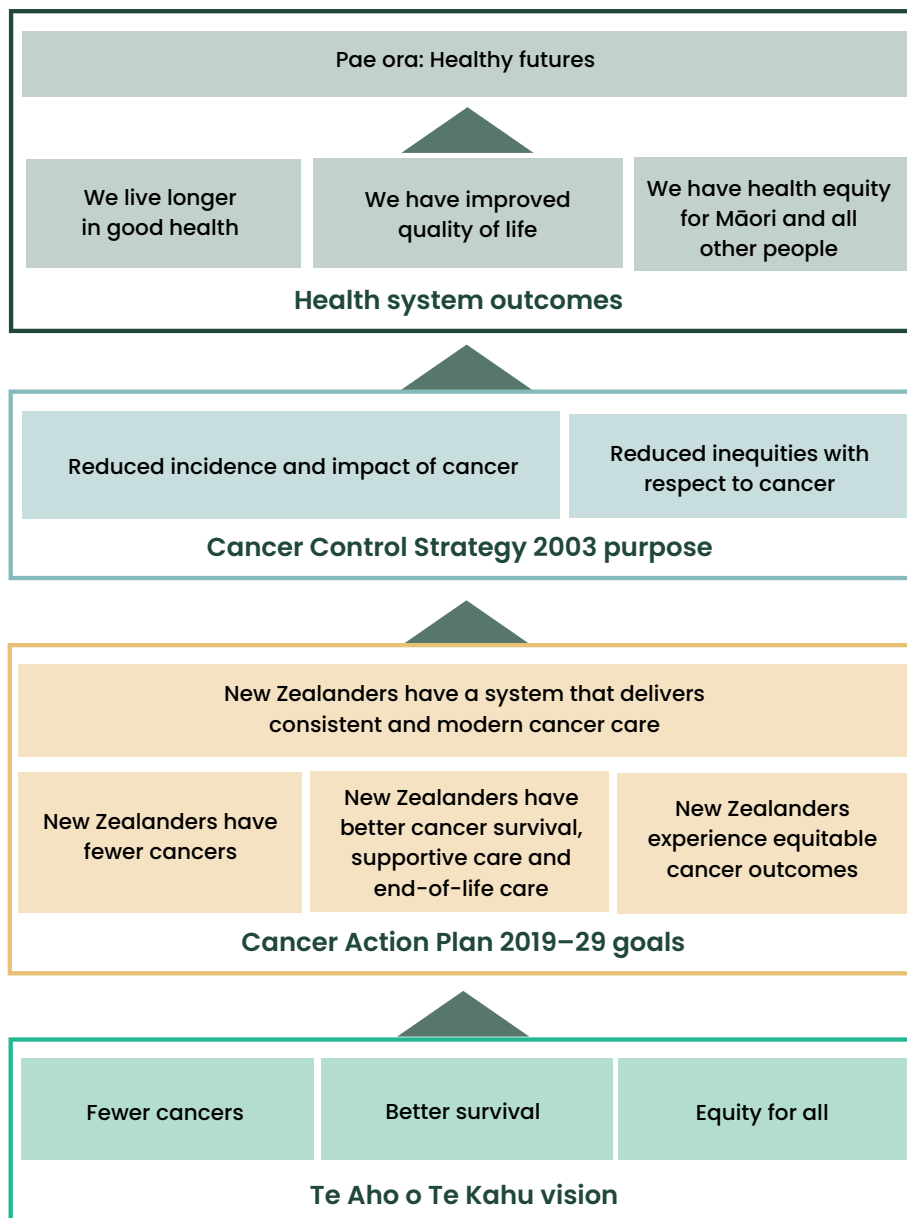 Pae ora: Healthy futures
We live longer
in good health
We have improved
quality of life
We have health equity
for Māori and all
other people
Health system outcomes
Reduced incidence and impact of cancer
Reduced inequities with
respect to cancer
Cancer Control Strategy 2003 purpose
New Zealanders have a system that delivers
consistent and modern cancer care
New Zealanders have
fewer cancers
New Zealanders have
better cancer survival,
supportive care and
end-of-life care
New Zealanders
experience equitable
cancer outcomes
Cancer Action Plan 2019–29 goals
Fewer cancers
Better survival
Equity for all
Te Aho o Te Kahu vision